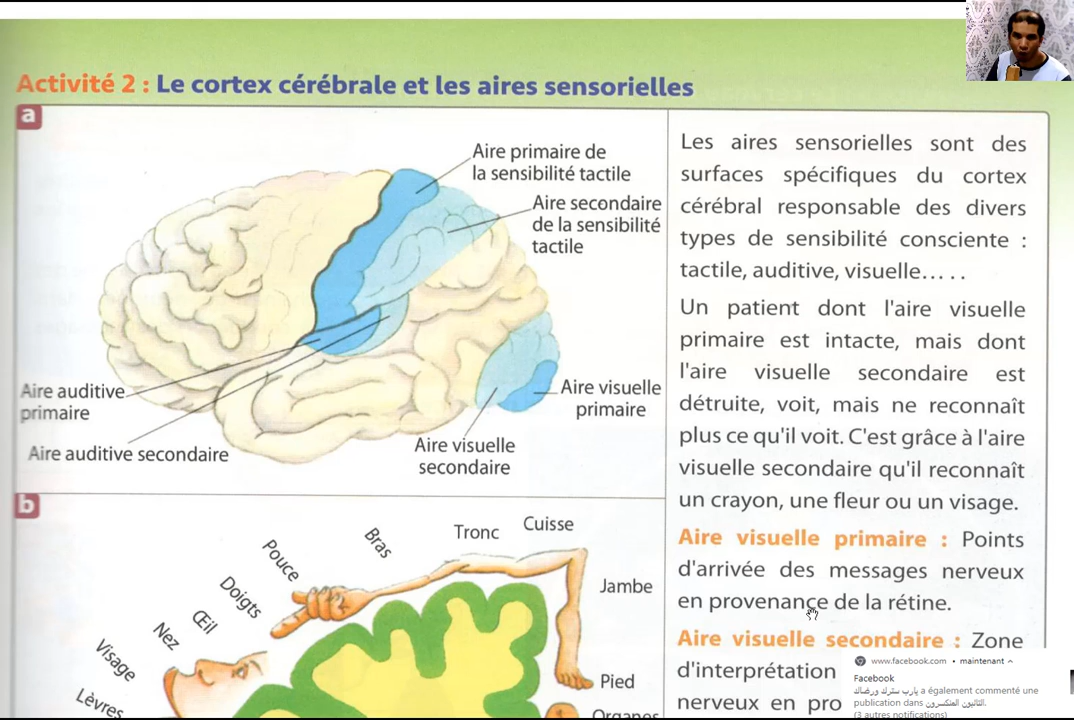 Activité 2 : Le cortex cérébrale et les aires sensorielles
a
Aire primaire de
la sensibilité tactile
Aire secondaire
de la sensibilité
tactile
Aire auditive
primaire
Aire auditive secondaire
Aire visuelle
primaire
Aire visuelle
secondaire
Les aires sensorielles sont des
surfaces spécifiques du cortex
cérébral responsable des divers
types de sensibilité consciente :
tactile, auditive, visuelle… . .
Un patient dont l'aire visuelle
primaire est intacte, mais dont
l'aire visuelle secondaire est
détruite, voit, mais ne reconnaît
plus ce qu'il voit. C'est grâce à l'aire
visuelle secondaire qu'il reconnaît
un crayon, une fleur ou un visage.
Aire visuelle primaire : Points
d'arrivée des messages nerveux
en provenance de la rétine.
Aire visuelle secondaire : Zone
d'interprétation
nerveux en pro
b
Cuisse
Tronc
Bras
Pouce
Doigts
Œil
Nez
Visage
Lèvres
Jambe
Pied
Organes
www.facebook.com • maintenant
Facebook
يارب سترك ورضاك a également commenté une
publication dans التائبون المنكسرون.
(3 autres notifications)